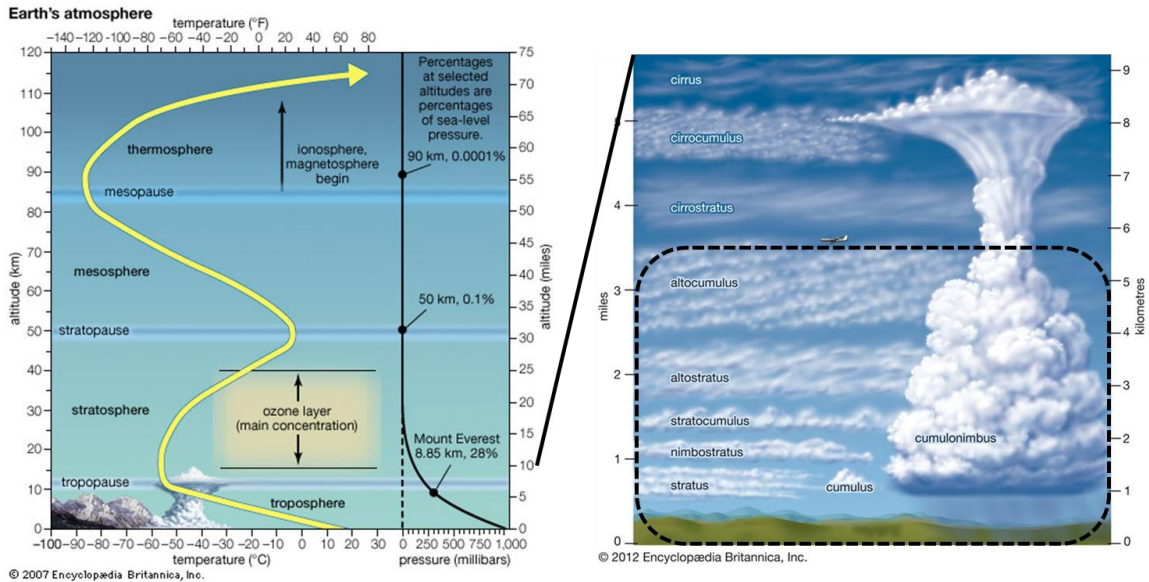 Earth's atmosphere
temperature (°F)
-140 -120 -100 -80 -60 -40 -20 0 20 40 60 80
120
110
100
90
80
70
60
50
40
30
20
10
0
altitude (km)
thermosphere
mesopause
mesosphere
stratopause
stratosphere
tropopause
troposphere
ionosphere,
magnetosphere
begin
ozone layer
(main concentration)
Percentages
at selected
altitudes are
percentages
of sea-level
pressure.
90 km, 0.0001%
50 km, 0.1%
Mount Everest
8.85 km, 28%
75
70
65
60
55
50
45
40
35
30
25
20
15
10
5
0
altitude (miles)
-100 -90 -80 -70 -60 -50 -40 -30 -20 -10 0 10 20 30
temperature (°C)
0 250 500 750 1,000
pressure (millibars)
© 2007 Encyclopædia Britannica, Inc.
5
4
3
2
1
0
miles
cirrus
cirrocumulus
cirrostratus
altocumulus
altostratus
stratocumulus
nimbostratus
stratus
cumulus
cumulonimbus
9
8
7
6
5
4
3
2
1
0
kilometres
© 2012 Encyclopædia Britannica, Inc.